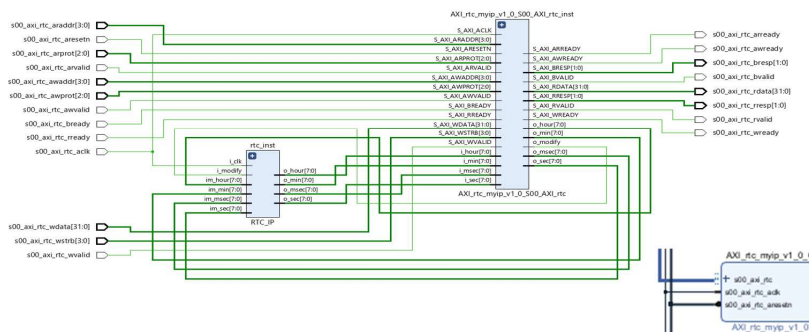 AXI_rtc_myip_v1_0_S00_AXI_rtc_inst
s00_axi_rtc_araddr[3:0]
s00_axi_rtc_aresetn
s00_axi_rtc_arprot[2:0]
s00_axi_rtc_arvalid
s00_axi_rtc_awaddr[3:0]
s00_axi_rtc_awprot[2:0]
s00_axi_rtc_awvalid
s00_axi_rtc_bready
s00_axi_rtc_rready
s00_axi_rtc_aclk
s00_axi_rtc_wdata[31:0]
s00_axi_rtc_wstrb[3:0]
s00_axi_rtc_wvalid
rtc_inst
i_clk
i_modify
im_hour[7:0]
im_min[7:0]
im_msec[7:0]
im_sec[7:0]
o_hour[7:0]
o_min[7:0]
o_msec[7:0]
o_sec[7:0]
RTC_IP
S_AXI_ACLK
S_AXI_ARADDR[3:0]
S_AXI_ARESETN
S_AXI_ARPROT[2:0]
S_AXI_ARVALID
S_AXI_AWADDR[3:0]
S_AXI_AWPROT[2:0]
S_AXI_AWVALID
S_AXI_BREADY
S_AXI_RREADY
S_AXI_WDATA[31:0]
S_AXI_WSTRB[3:0]
S_AXI_WVALID
i_hour[7:0]
i_min[7:0]
i_msec[7:0]
i_sec[7:0]
S_AXI_ARREADY
S_AXI_AWREADY
S_AXI_BRESP[1:0]
S_AXI_BVALID
S_AXI_RDATA[31:0]
S_AXI_RRESP[1:0]
S_AXI_RVALID
S_AXI_WREADY
o_hour[7:0]
o_min[7:0]
o_modify
o_msec[7:0]
o_sec[7:0]
AXI_rtc_myip_v1_0_S00_AXI_rtc
s00_axi_rtc_arready
s00_axi_rtc_awready
s00_axi_rtc_bresp[1:0]
s00_axi_rtc_bvalid
s00_axi_rtc_rdata[31:0]
s00_axi_rtc_rresp[1:0]
s00_axi_rtc_rvalid
s00_axi_rtc_wready
AXI_rtc_myip_v1_0_
s00_axi_rtc
s00_axi_rtc_aclk
s00_axi_rtc_aresetn
AXI_rtc_myip_v1_0